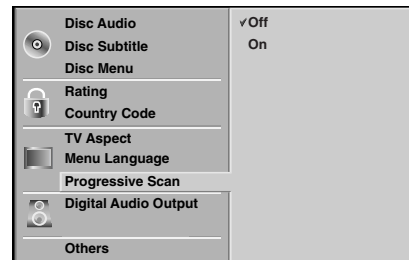 Disc Audio
✓Off
Disc Subtitle
On
Disc Menu
Rating
Country Code
TV Aspect
Menu Language
Progressive Scan
Digital Audio Output
Others